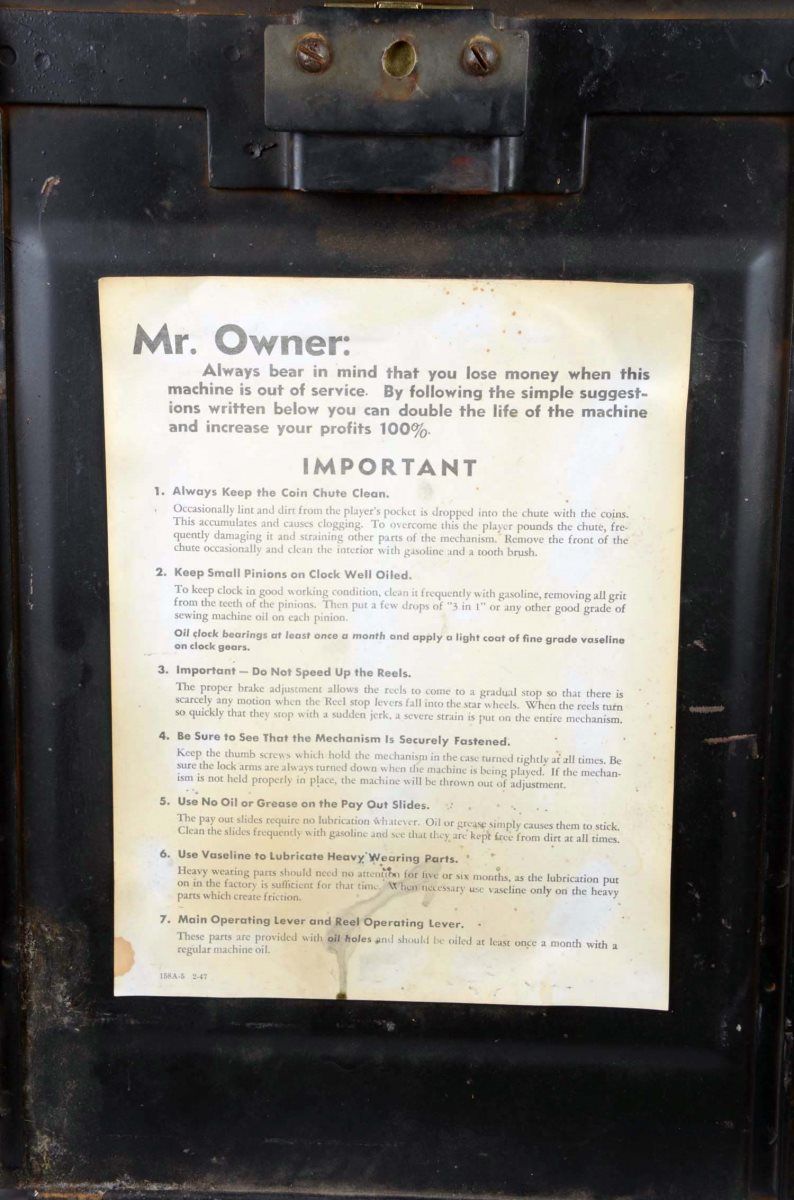 Mr. Owner:
Always bear in mind that you lose money when this
machine is out of service. By following the simple suggest-
ions written below you can double the life of the machine
and increase your profits 100%.
IMPORTANT
1. Always Keep the Coin Chute Clean.
Occasionally lint and dirt from the player's pocket is dropped into the chute with the coins.
This accumulates and causes clogging. To overcome this the player pounds the chute, fre-
quently damaging it and straining other parts of the mechanism. Remove the front of the
chute occasionally and clean the interior with gasoline and a tooth brush.
2. Keep Small Pinions on Clock Well Oiled.
To keep clock in good working condition, clean it frequently with gasoline, removing all grit
from the teeth of the pinions. Then put a few drops of "3 in 1" or any other good grade of
sewing machine oil on each pinion.
Oil clock bearings at least once a month and apply a light coat of fine grade vaseline
on clock gears.
3. Important — Do Not Speed Up the Reels.
The proper brake adjustment allows the reels to come to a gradual stop so that there is
scarcely any motion when the Reel stop levers fall into the star wheels. When the reels turn
so quickly that they stop with a sudden jerk, a severe strain is put on the entire mechanism.
4. Be Sure to See That the Mechanism Is Securely Fastened.
Keep the thumb screws which hold the mechanism in the case turned tightly at all times. Be
sure the lock arms are always turned down when the machine is being played. If the mechan-
ism is not held properly in place, the machine will be thrown out of adjustment.
5. Use No Oil or Grease on the Pay Out Slides.
The pay out slides require no lubrication whatever. Oil or grease simply causes them to stick.
Clean the slides frequently with gasoline and see that they are kept free from dirt at all times.
6. Use Vaseline to Lubricate Heavy Wearing Parts.
Heavy wearing parts should need no attention for five or six months, as the lubrication put
on in the factory is sufficient for that time. When necessary use vaseline only on the heavy
parts which create friction.
7. Main Operating Lever and Reel Operating Lever.
These parts are provided with oil holes and should be oiled at least once a month with a
regular machine oil.
158A-5 2-47